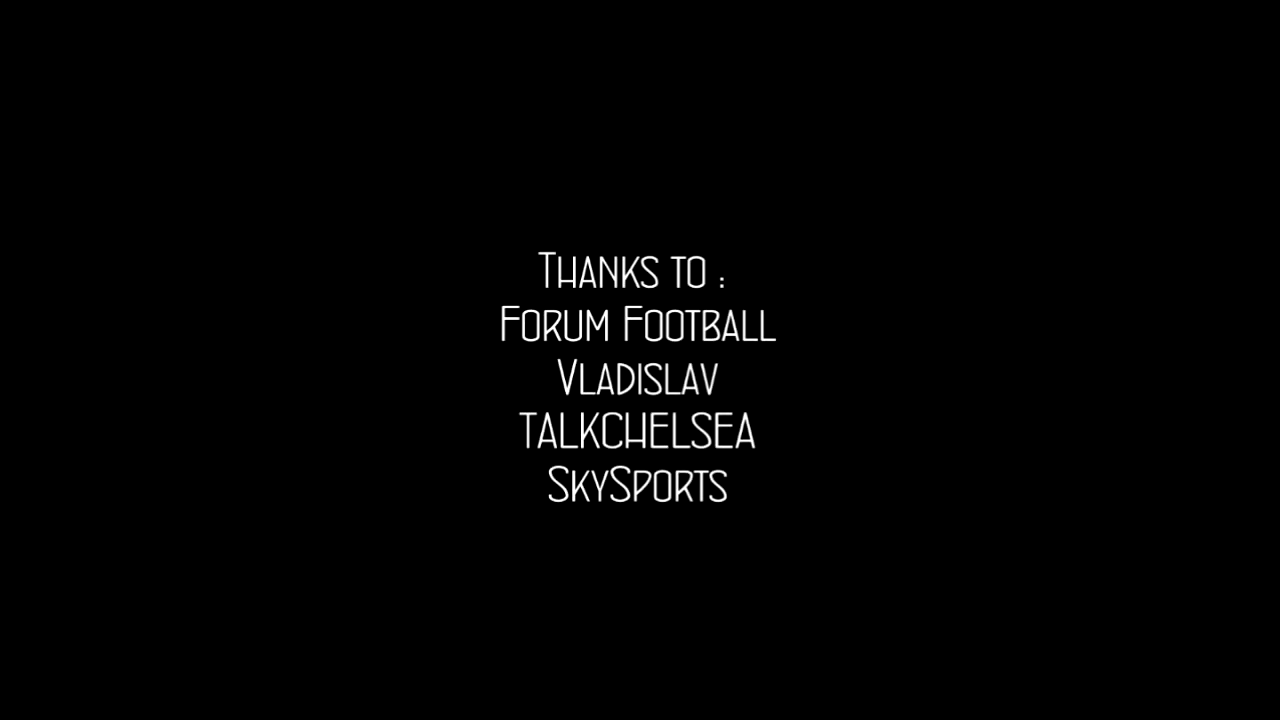 Thanks to :
Forum Football
Vladislav
TALKCHELSEA
SkySports